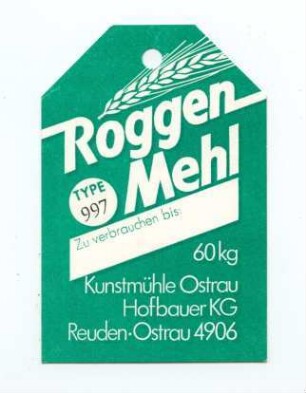 Roggen
Mehl
TYPE
997
Zu verbrauchen bis:
60 kg
Kunstmühle Ostrau
Hofbauer KG
Reuden·Ostrau 4906